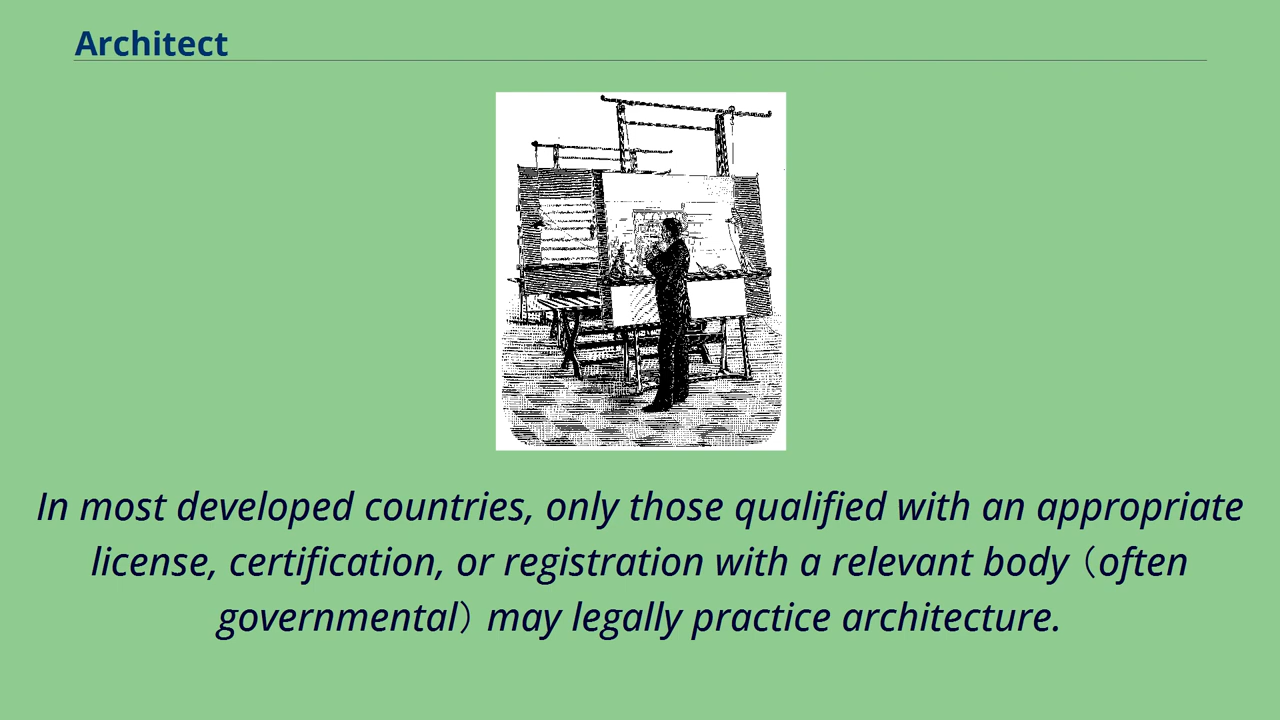 Architect
In most developed countries, only those qualified with an appropriate
license, certification, or registration with a relevant body（often
governmental）may legally practice architecture.